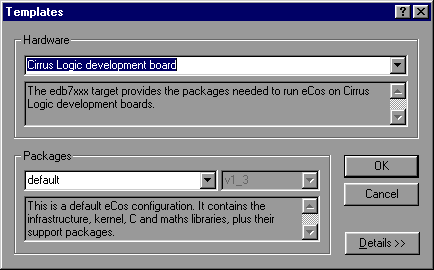 Templates
Hardware
Cirrus Logic development board
The edb7xxx target provides the packages needed to run eCos on Cirrus
Logic development boards.
Packages
default
v1_3
This is a default eCos configuration. It contains the
infrastructure, kernel, C and maths libraries, plus their
support packages.
OK
Cancel
Details >>